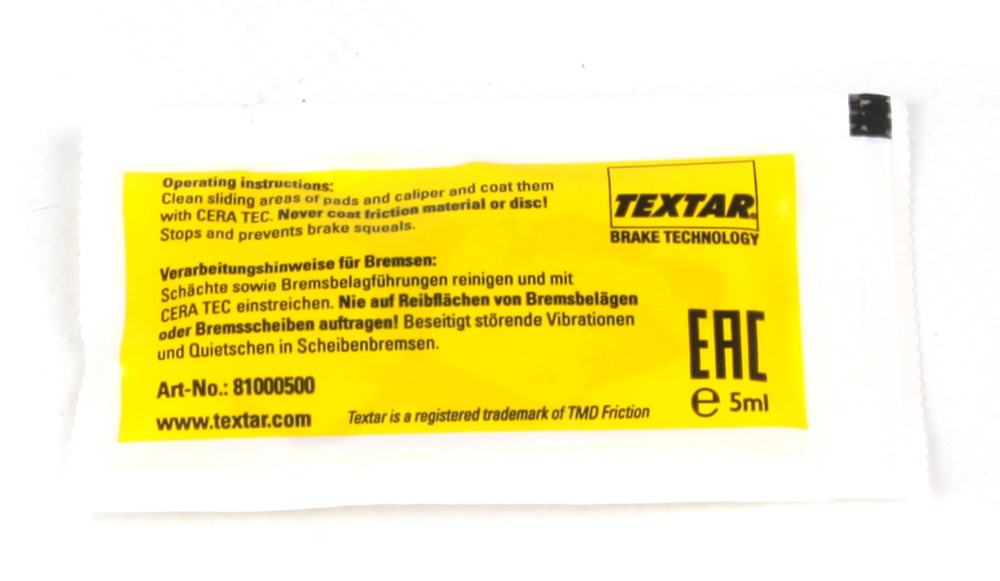 Operating instructions:
Clean sliding areas of pads and caliper and coat them
with CERA TEC. Never coat friction material or disc!
Stops and prevents brake squeals.
Verarbeitungshinweise für Bremsen:
Schächte sowie Bremsbelagführungen reinigen und mit
CERA TEC einstreichen. Nie auf Reibflächen von Bremsbelägen
oder Bremsscheiben auftragen! Beseitigt störende Vibrationen
und Quietschen in Scheibenbremsen.
Art-No.: 81000500
www.textar.com
Textar is a registered trademark of TMD Friction
TEXTAR
BRAKE TECHNOLOGY
EAC
e 5ml